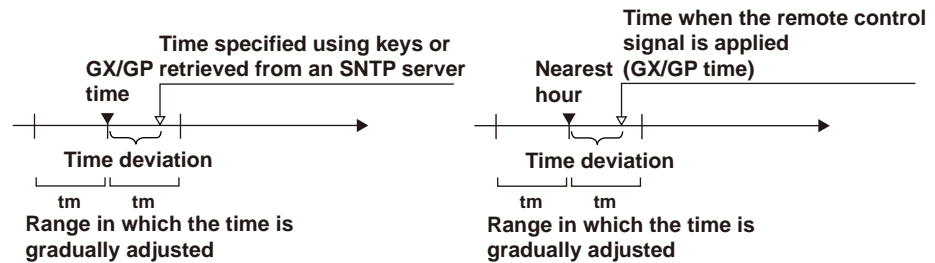 Time specified using keys or
GX/GP retrieved from an SNTP server
time
Time deviation
tm tm
Range in which the time is
gradually adjusted
Time when the remote control
signal is applied
Nearest (GX/GP time)
hour
Time deviation
tm tm
Range in which the time is
gradually adjusted